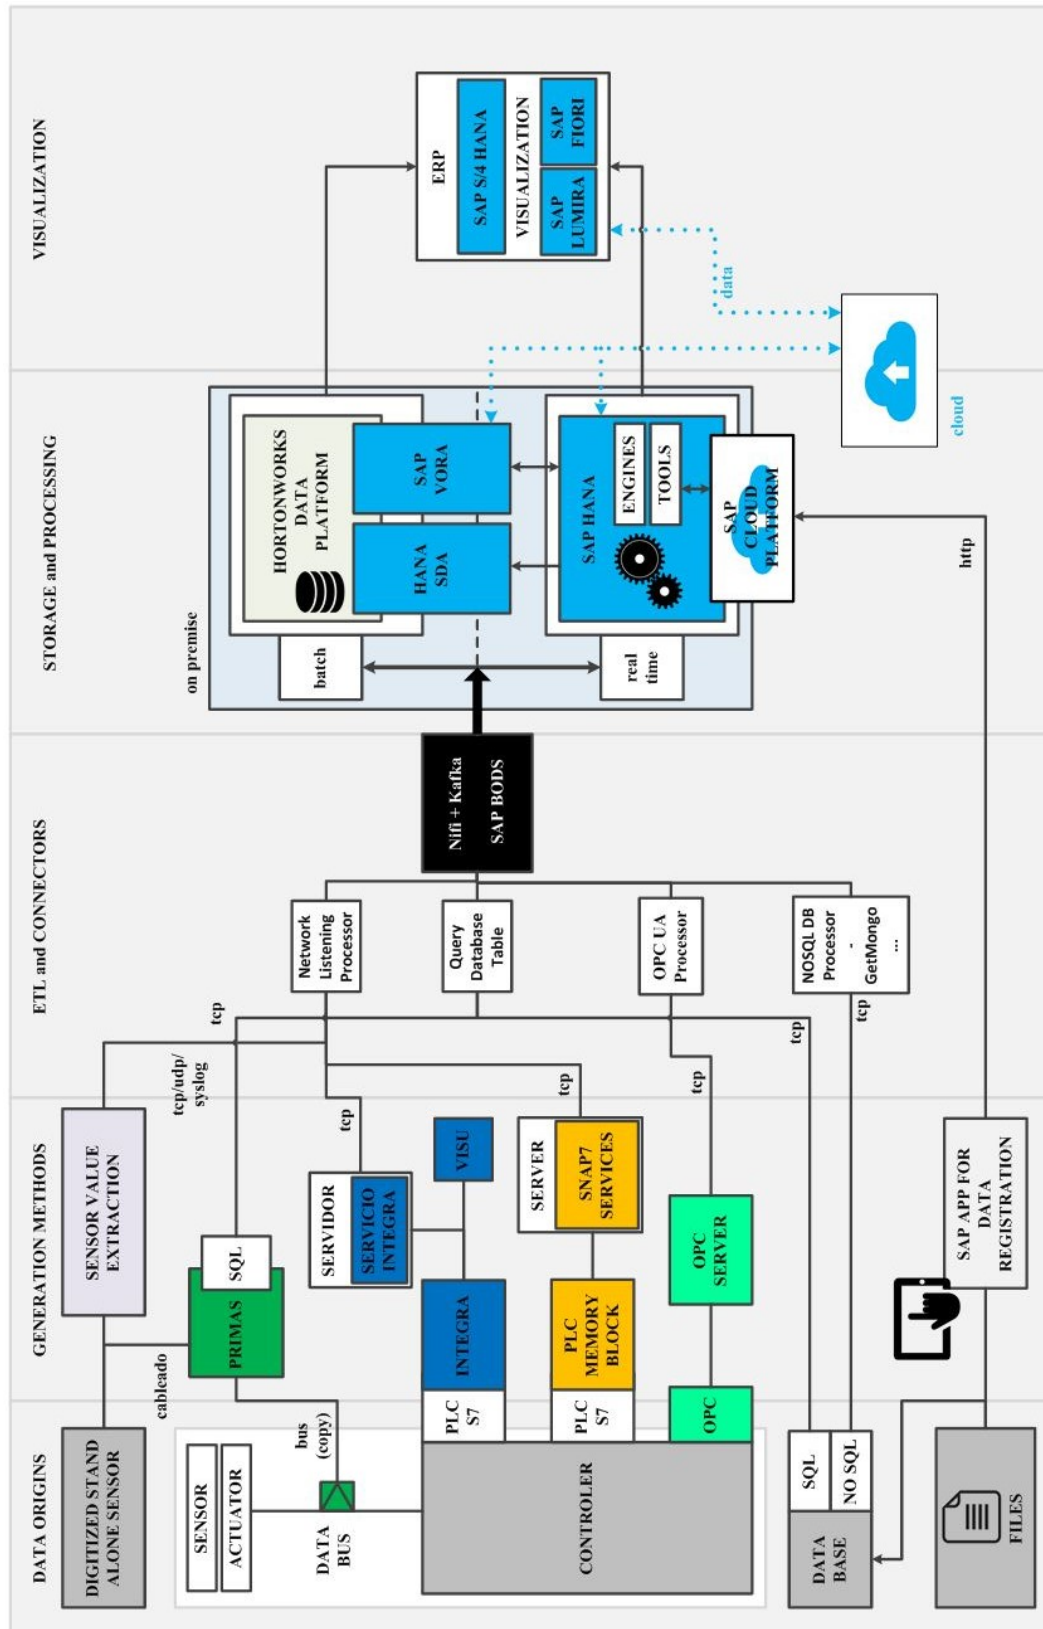 DATA ORIGINS
GENERATION METHODS
ETL and CONNECTORS
STORAGE and PROCESSING
VISUALIZATION
DIGITIZED STAND
ALONE SENSOR
SENSOR VALUE
EXTRACTION
cableado
tcp/udp/
syslog
tcp
PRIMAS
SQL
SENSOR
ACTUATOR
bus
(copy)
DATA
BUS
CONTROLER
PLC
S7
INTEGRA
SERVIDOR
SERVICIO
INTEGRA
VISU
tcp
PLC
S7
PLC
MEMORY
BLOCK
SERVER
SNAP7
SERVICES
tcp
OPC
OPC
SERVER
tcp
DATA
BASE
SQL
NO SQL
tcp
tcp
FILES
SAP APP FOR
DATA
REGISTRATION
http
Network
Listening
Processor
Query
Database
Table
OPC UA
Processor
NOSQL DB
Processor
-
GetMongo
...
Nifi + Kafka
SAP BODS
on premise
batch
real
time
HORTONWORKS
DATA
PLATFORM
HANA
SDA
SAP
VORA
SAP HANA
ENGINES
TOOLS
SAP
CLOUD
PLATFORM
ERP
SAP S/4 HANA
VISUALIZATION
SAP
LUMIRA
SAP
FIORI
data
cloud